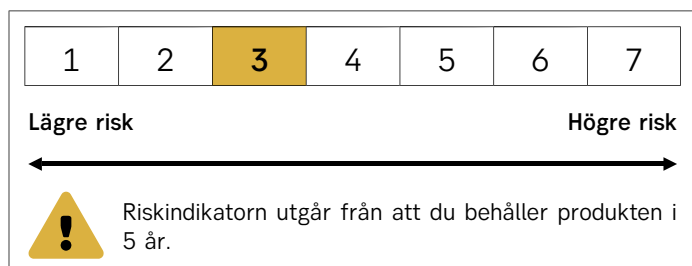 1 2 3 4 5 6 7
Lägre risk Högre risk
Riskindikatorn utgår från att du behåller produkten i
5 år.